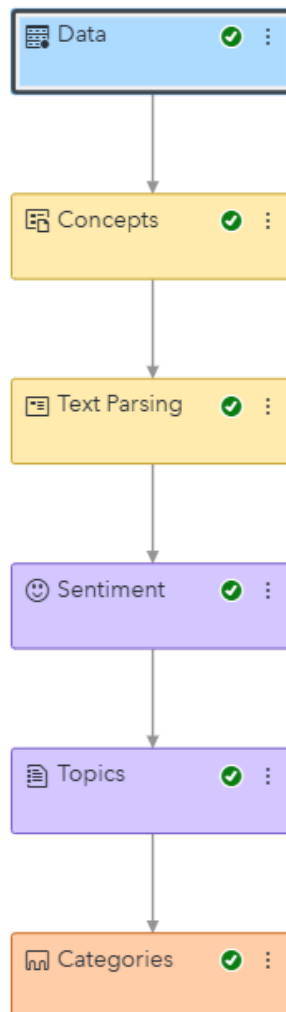 Data
Concepts
Text Parsing
Sentiment
Topics
Categories